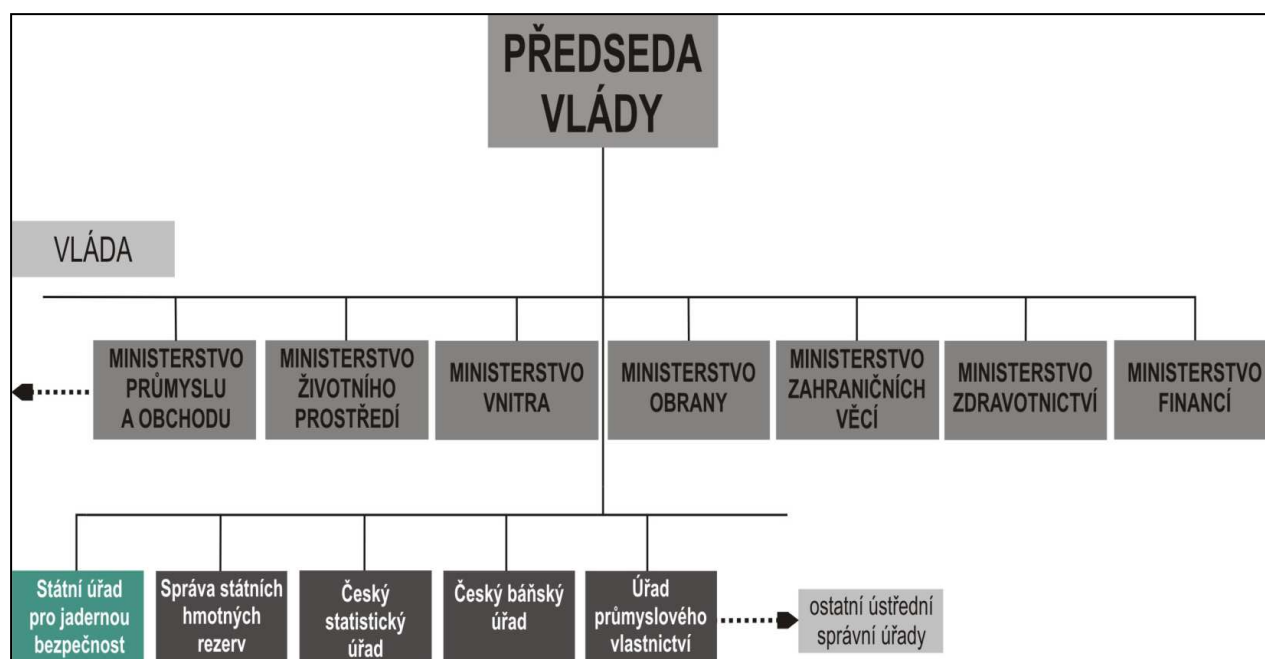 PŘEDSEDA
VLÁDY
VLÁDA
MINISTERSTVO
PRŮMYSLU
A OBCHODU
MINISTERSTVO
ŽIVOTNÍHO
PROSTŘEDÍ
MINISTERSTVO
VNITRA
MINISTERSTVO
OBRANY
MINISTERSTVO
ZAHRANIČNÍCH
VĚCÍ
MINISTERSTVO
ZDRAVOTNICTVÍ
MINISTERSTVO
FINANCÍ
Státní úřad
pro jadernou
bezpečnost
Správa státních
hmotných
rezerv
Český
statistický
úřad
Český báňský
úřad
Úřad
průmyslového
vlastnictví
ostatní ústřední
správní úřady